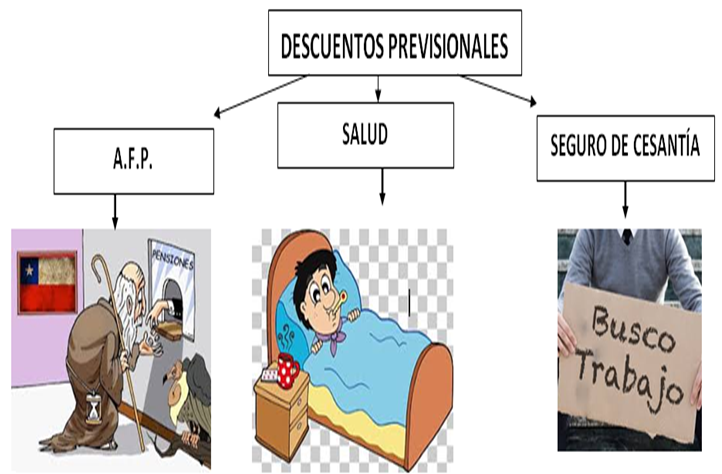 DESCUENTOS PREVISIONALES
A.F.P.
SALUD
SEGURO DE CESANTÍA
PENSIONES
Busco
Trabajo